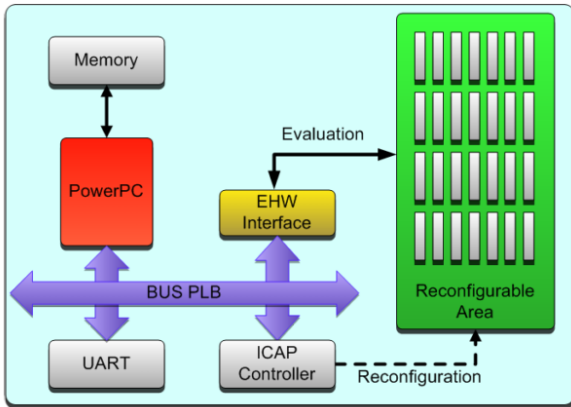 Memory
Evaluation
PowerPC
EHW
Interface
BUS PLB
Reconfigurable
Area
UART
ICAP
Controller
Reconfiguration